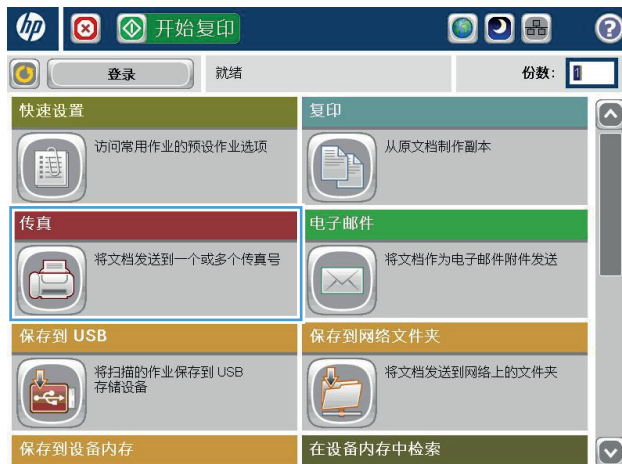 hp 开始复印 ?
登录 就绪 份数: 1
快速设置 复印
访问常用作业的预设作业选项 从原文档制作副本
传真 电子邮件
将文档发送到一个或多个传真号 将文档作为电子邮件附件发送
保存到 USB 保存到网络文件夹
将扫描的作业保存到 USB
存储设备
将文档发送到网络上的文件夹
保存到设备内存 在设备内存中检索